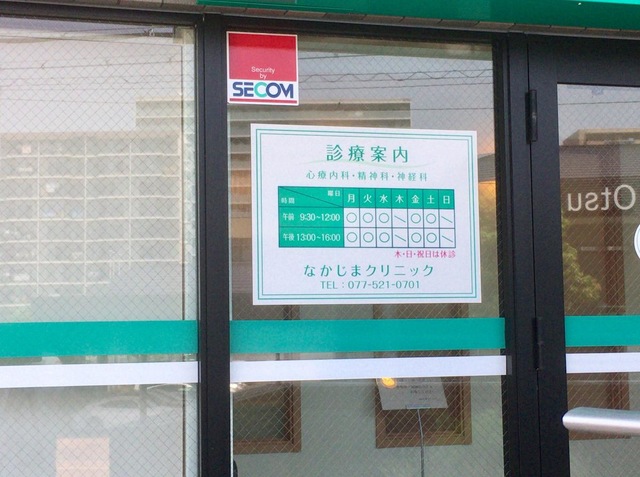 Security
by
SECOM
診療案内
心療内科・精神科・神経科
曜日 時間 月 火 水 木 金 土 日
午前 9:30~12:00 ○ ○ ○ \ ○ ○ \
午後 13:00~16:00 ○ ○ ○ \ ○ ○ \
木・日・祝日は休診
なかじまクリニック
TEL：077-521-0701
Otsu